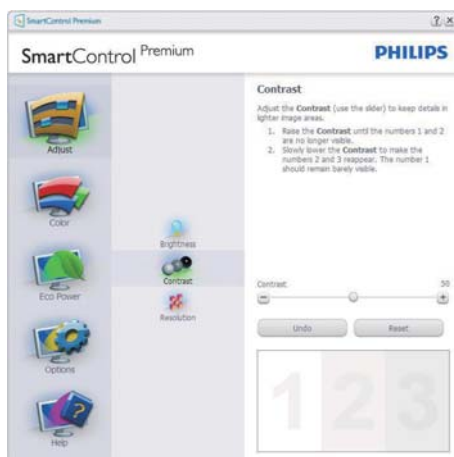 SmartControl Premium
SmartControl Premium
PHILIPS
Adjust
Color
Eco Power
Options
Help
Brightness
Contrast
Resolution
Contrast
Adjust the Contrast (use the slider) to keep details in
lighter image areas.
1. Raise the Contrast until the numbers 1 and 2
are no longer visible.
2. Slowly lower the Contrast to make the
numbers 2 and 3 reappear. The number 1
should remain barely visible.
Contrast 50
Undo Reset
1 2 3